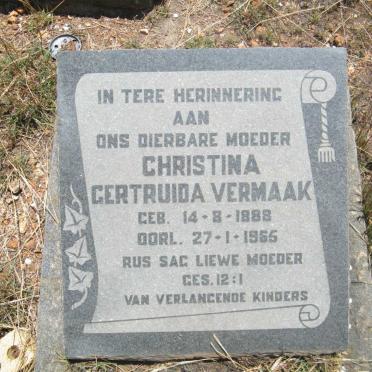 IN TERE HERINNERING
AAN
ONS DIERBARE MOEDER
CHRISTINA
GERTRUIDA VERMAAK
GEB. 14-8-1888
OORL. 27-1-1965
RUS SAG LIEWE MOEDER
GES. 12:1
VAN VERLANGENDE KINDERS